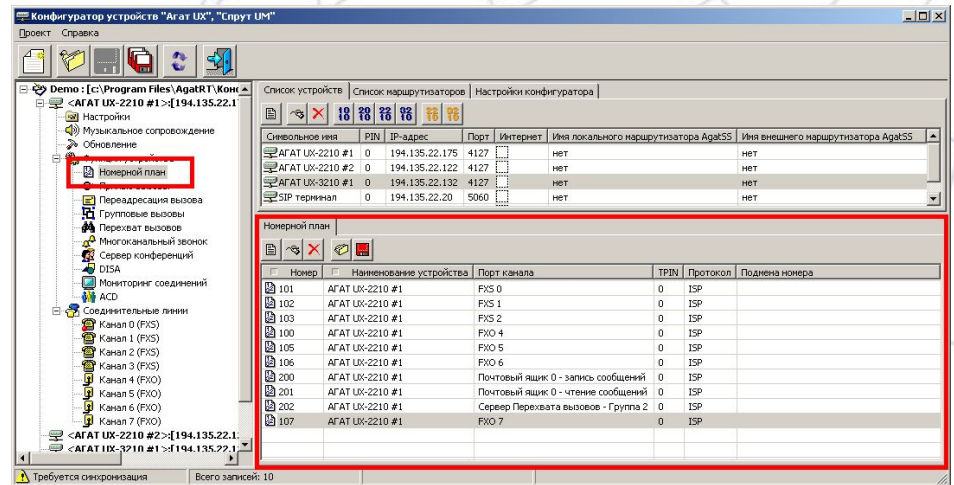 Конфигуратор устройств "Агат UX", "Спрут UM"
Проект Справка
Demo : [c:\Program Files\AgatRT\Конс
<АГАТ UX-2210 #1>:[194.135.22.1
Настройки
Музыкальное сопровождение
Обновление
Функции устройства
Номерной план
Прямые вызовы
Переадресация вызова
Групповые вызовы
Перехват вызовов
Многоканальный звонок
Сервер конференций
DISA
Мониторинг соединений
ACD
Соединительные линии
Канал 0 (FXS)
Канал 1 (FXS)
Канал 2 (FXS)
Канал 3 (FXS)
Канал 4 (FXO)
Канал 5 (FXO)
Канал 6 (FXO)
Канал 7 (FXO)
<АГАТ UX-2210 #2>:[194.135.22.1
<АГАТ UX-3210 #1>:[194.135.22.1
Список устройств Список маршрутизаторов Настройки конфигуратора
Символьное имя PIN IP-адрес Порт Интернет Имя локального маршрутизатора AgatSS Имя внешнего маршрутизатора AgatSS
АГАТ UX-2210 #1 0 194.135.22.175 4127 нет нет
АГАТ UX-2210 #2 0 194.135.22.122 4127 нет нет
АГАТ UX-3210 #1 0 194.135.22.132 4127 нет нет
SIP терминал 0 194.135.22.20 5060 нет нет
Номерной план
Номер Наименование устройства Порт канала TPIN Протокол Подмена номера
101 АГАТ UX-2210 #1 FXS 0 0 ISP
102 АГАТ UX-2210 #1 FXS 1 0 ISP
103 АГАТ UX-2210 #1 FXS 2 0 ISP
100 АГАТ UX-2210 #1 FXO 4 0 ISP
105 АГАТ UX-2210 #1 FXO 5 0 ISP
106 АГАТ UX-2210 #1 FXO 6 0 ISP
200 АГАТ UX-2210 #1 Почтовый ящик 0 - запись сообщений 0 ISP
201 АГАТ UX-2210 #1 Почтовый ящик 0 - чтение сообщений 0 ISP
202 АГАТ UX-2210 #1 Сервер Перехвата вызовов - Группа 2 0 ISP
107 АГАТ UX-2210 #1 FXO 7 0 ISP
Требуется синхронизация Всего записей: 10